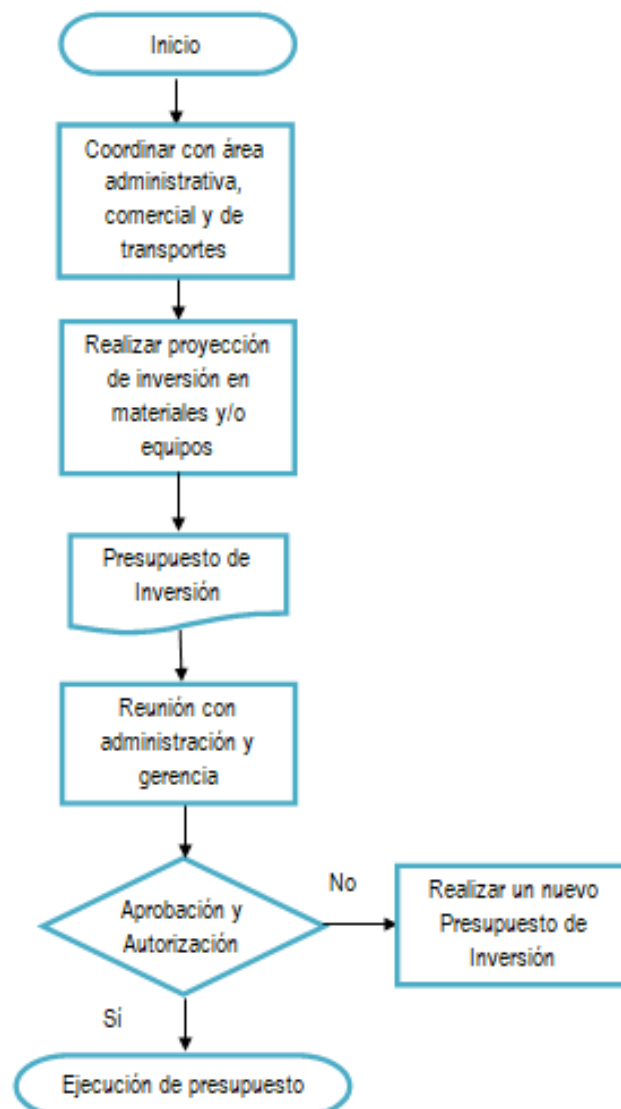 Inicio
Coordinar con área
administrativa,
comercial y de
transportes
Realizar proyección
de inversión en
materiales y/o
equipos
Presupuesto de
Inversión
Reunión con
administración y
gerencia
Aprobación y
Autorización
No
Realizar un nuevo
Presupuesto de
Inversión
Sí
Ejecución de presupuesto